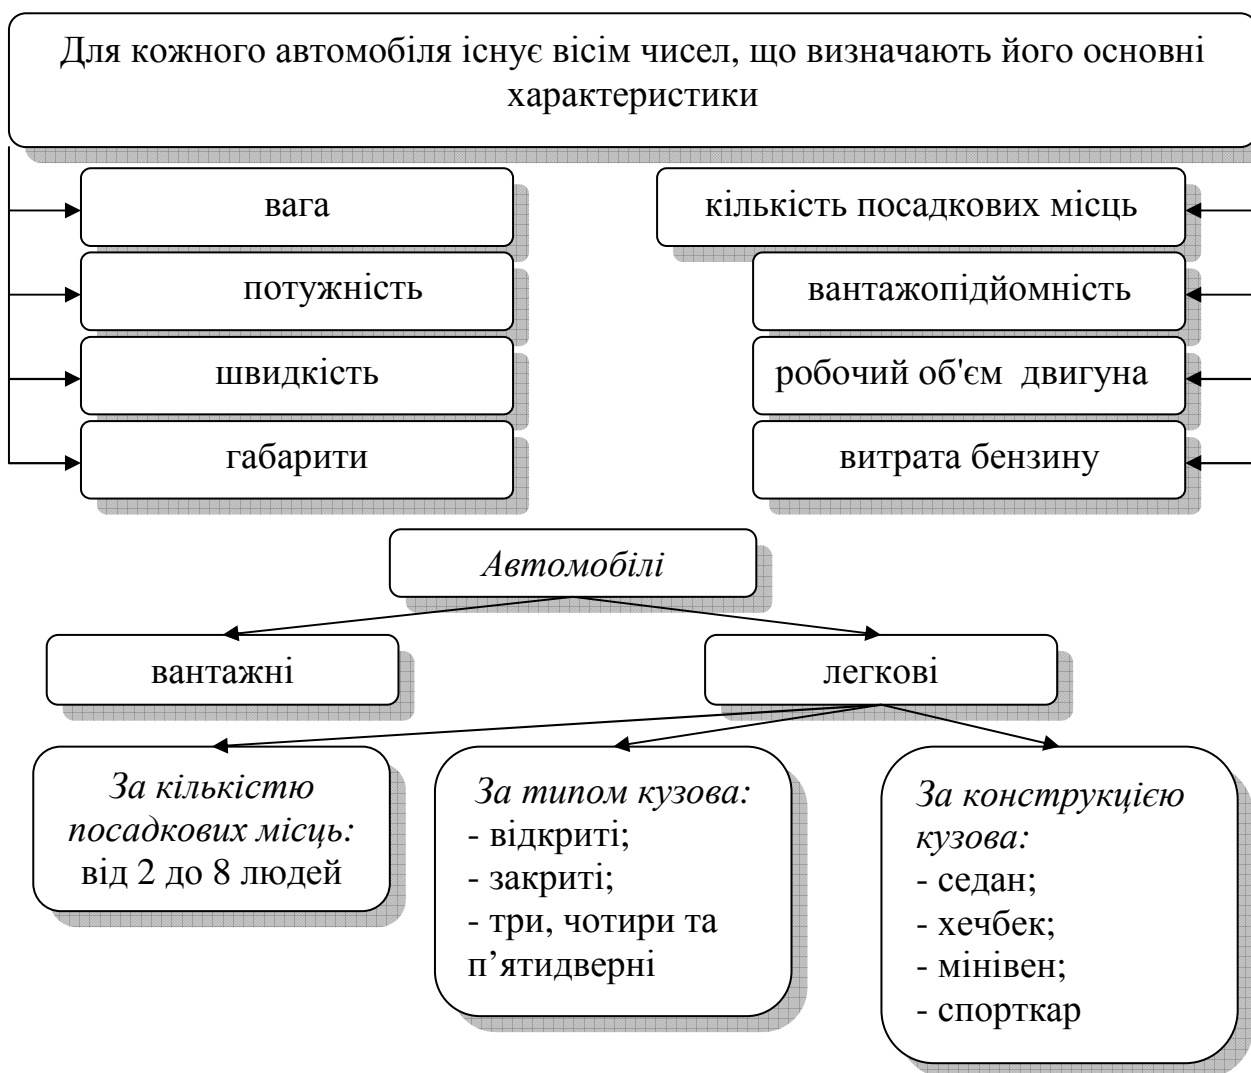 Для кожного автомобіля існує вісім чисел, що визначають його основні
характеристики
вага
кількість посадкових місць
потужність
вантажопідйомність
швидкість
робочий об'єм двигуна
габарити
витрата бензину
Автомобілі
вантажні
легкові
За кількістю
посадкових місць:
від 2 до 8 людей
За типом кузова:
- відкриті;
- закриті;
- три, чотири та
п’ятидверні
За конструкцією
кузова:
- седан;
- хечбек;
- мінівен;
- спорткар